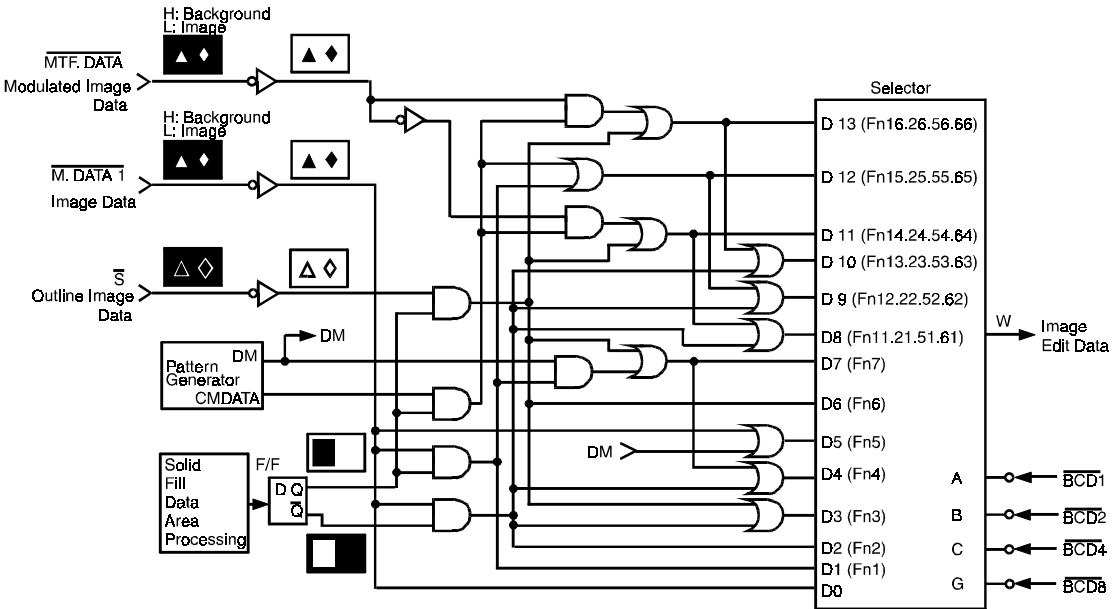 H: Background
L: Image
MTF. DATA
Modulated Image
Data
H: Background
L: Image
M. DATA 1
Image Data
S
Outline Image
Data
DM
DM
Pattern
Generator
CMDATA
Solid
Fill
Data
Area
Processing
F/F
D Q
Q
DM
Selector
D 13 (Fn16.26.56.66)
D 12 (Fn15.25.55.65)
D 11 (Fn14.24.54.64)
D 10 (Fn13.23.53.63)
D 9 (Fn12.22.52.62)
D8 (Fn11.21.51.61)
D7 (Fn7)
D6 (Fn6)
D5 (Fn5)
D4 (Fn4)
D3 (Fn3)
D2 (Fn2)
D1 (Fn1)
D0
W
Image
Edit Data
A
BCD1
B
BCD2
C
BCD4
G
BCD8